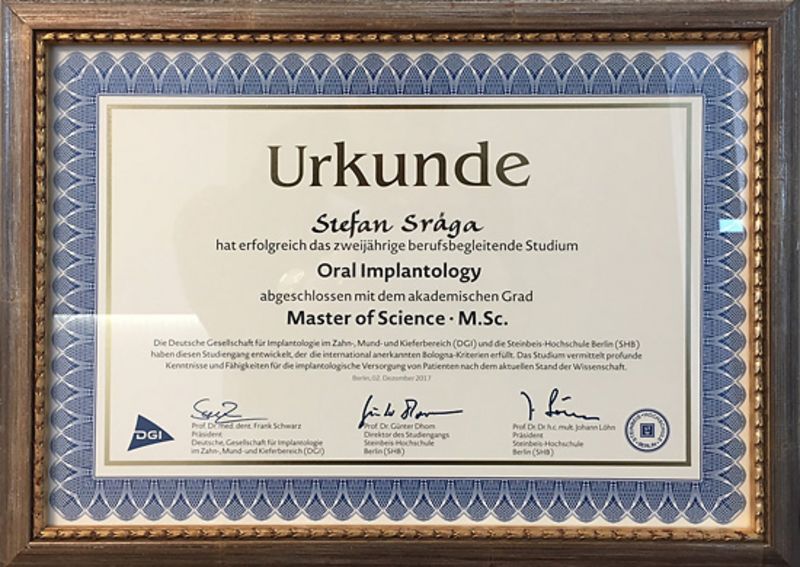 Urkunde
Stefan Sråga
hat erfolgreich das zweijährige berufsbegleitende Studium
Oral Implantology
abgeschlossen mit dem akademischen Grad
Master of Science · M.Sc.
Die Deutsche Gesellschaft für Implantologie im Zahn-, Mund- und Kieferbereich (DGI) und die Steinbeis-Hochschule Berlin (SHB)
haben diesen Studiengang entwickelt, der die international anerkannten Bologna-Kriterien erfüllt. Das Studium vermittelt profunde
Kenntnisse und Fähigkeiten für die implantologische Versorgung von Patienten nach dem aktuellen Stand der Wissenschaft.
Berlin, 02. Dezember 2017
DGI
Prof. Dr. med. dent. Frank Schwarz
Präsident
Deutsche, Gesellschaft für Implantologie
im Zahn-, Mund- und Kieferbereich (DGI)
Prof. Dr. Günter Dhom
Direktor des Studiengangs
Steinbeis-Hochschule
Berlin (SHB)
Prof. Dr. Dr. h.c. mult. Johann Löhn
Präsident
Steinbeis-Hochschule
Berlin (SHB)